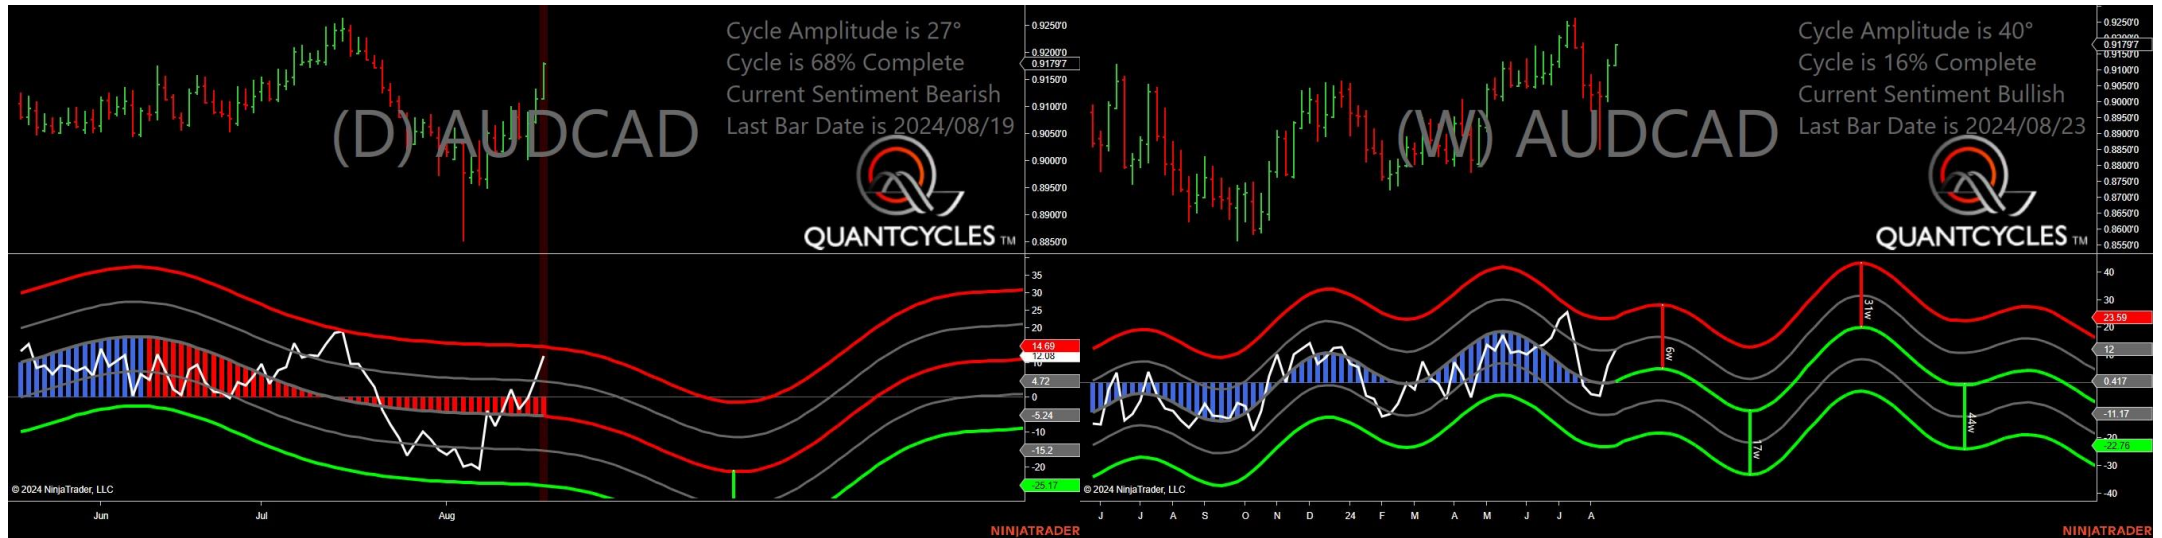 Cycle Amplitude is 27°
Cycle is 68% Complete
Current Sentiment Bearish
Last Bar Date is 2024/08/19
(D) AUDCAD
QUANTCYCLES TM
0.9250'0
0.9200'0
0.9179'7
0.9150'0
0.9100'0
0.9050'0
0.9000'0
0.8950'0
0.8900'0
0.8850'0
35
30
25
20
14.69
12.08
10
4.72
0
-5.24
-10
-15.2
-20
-25.17
© 2024 NinjaTrader, LLC
Jun
Jul
Aug
NINJATRADER
Cycle Amplitude is 40°
Cycle is 16% Complete
Current Sentiment Bullish
Last Bar Date is 2024/08/23
(W) AUDCAD
QUANTCYCLES TM
0.9250'0
0.9179'7
0.9150'0
0.9100'0
0.9050'0
0.9000'0
0.8950'0
0.8900'0
0.8850'0
0.8800'0
0.8750'0
0.8700'0
0.8650'0
0.8600'0
0.8550'0
6w
17w
31w
44w
40
30
23.59
20
12
0.417
-11.17
-20
-22.76
-30
-40
© 2024 NinjaTrader, LLC
J J A S O N D 24 F M A M J J A
NINJATRADER